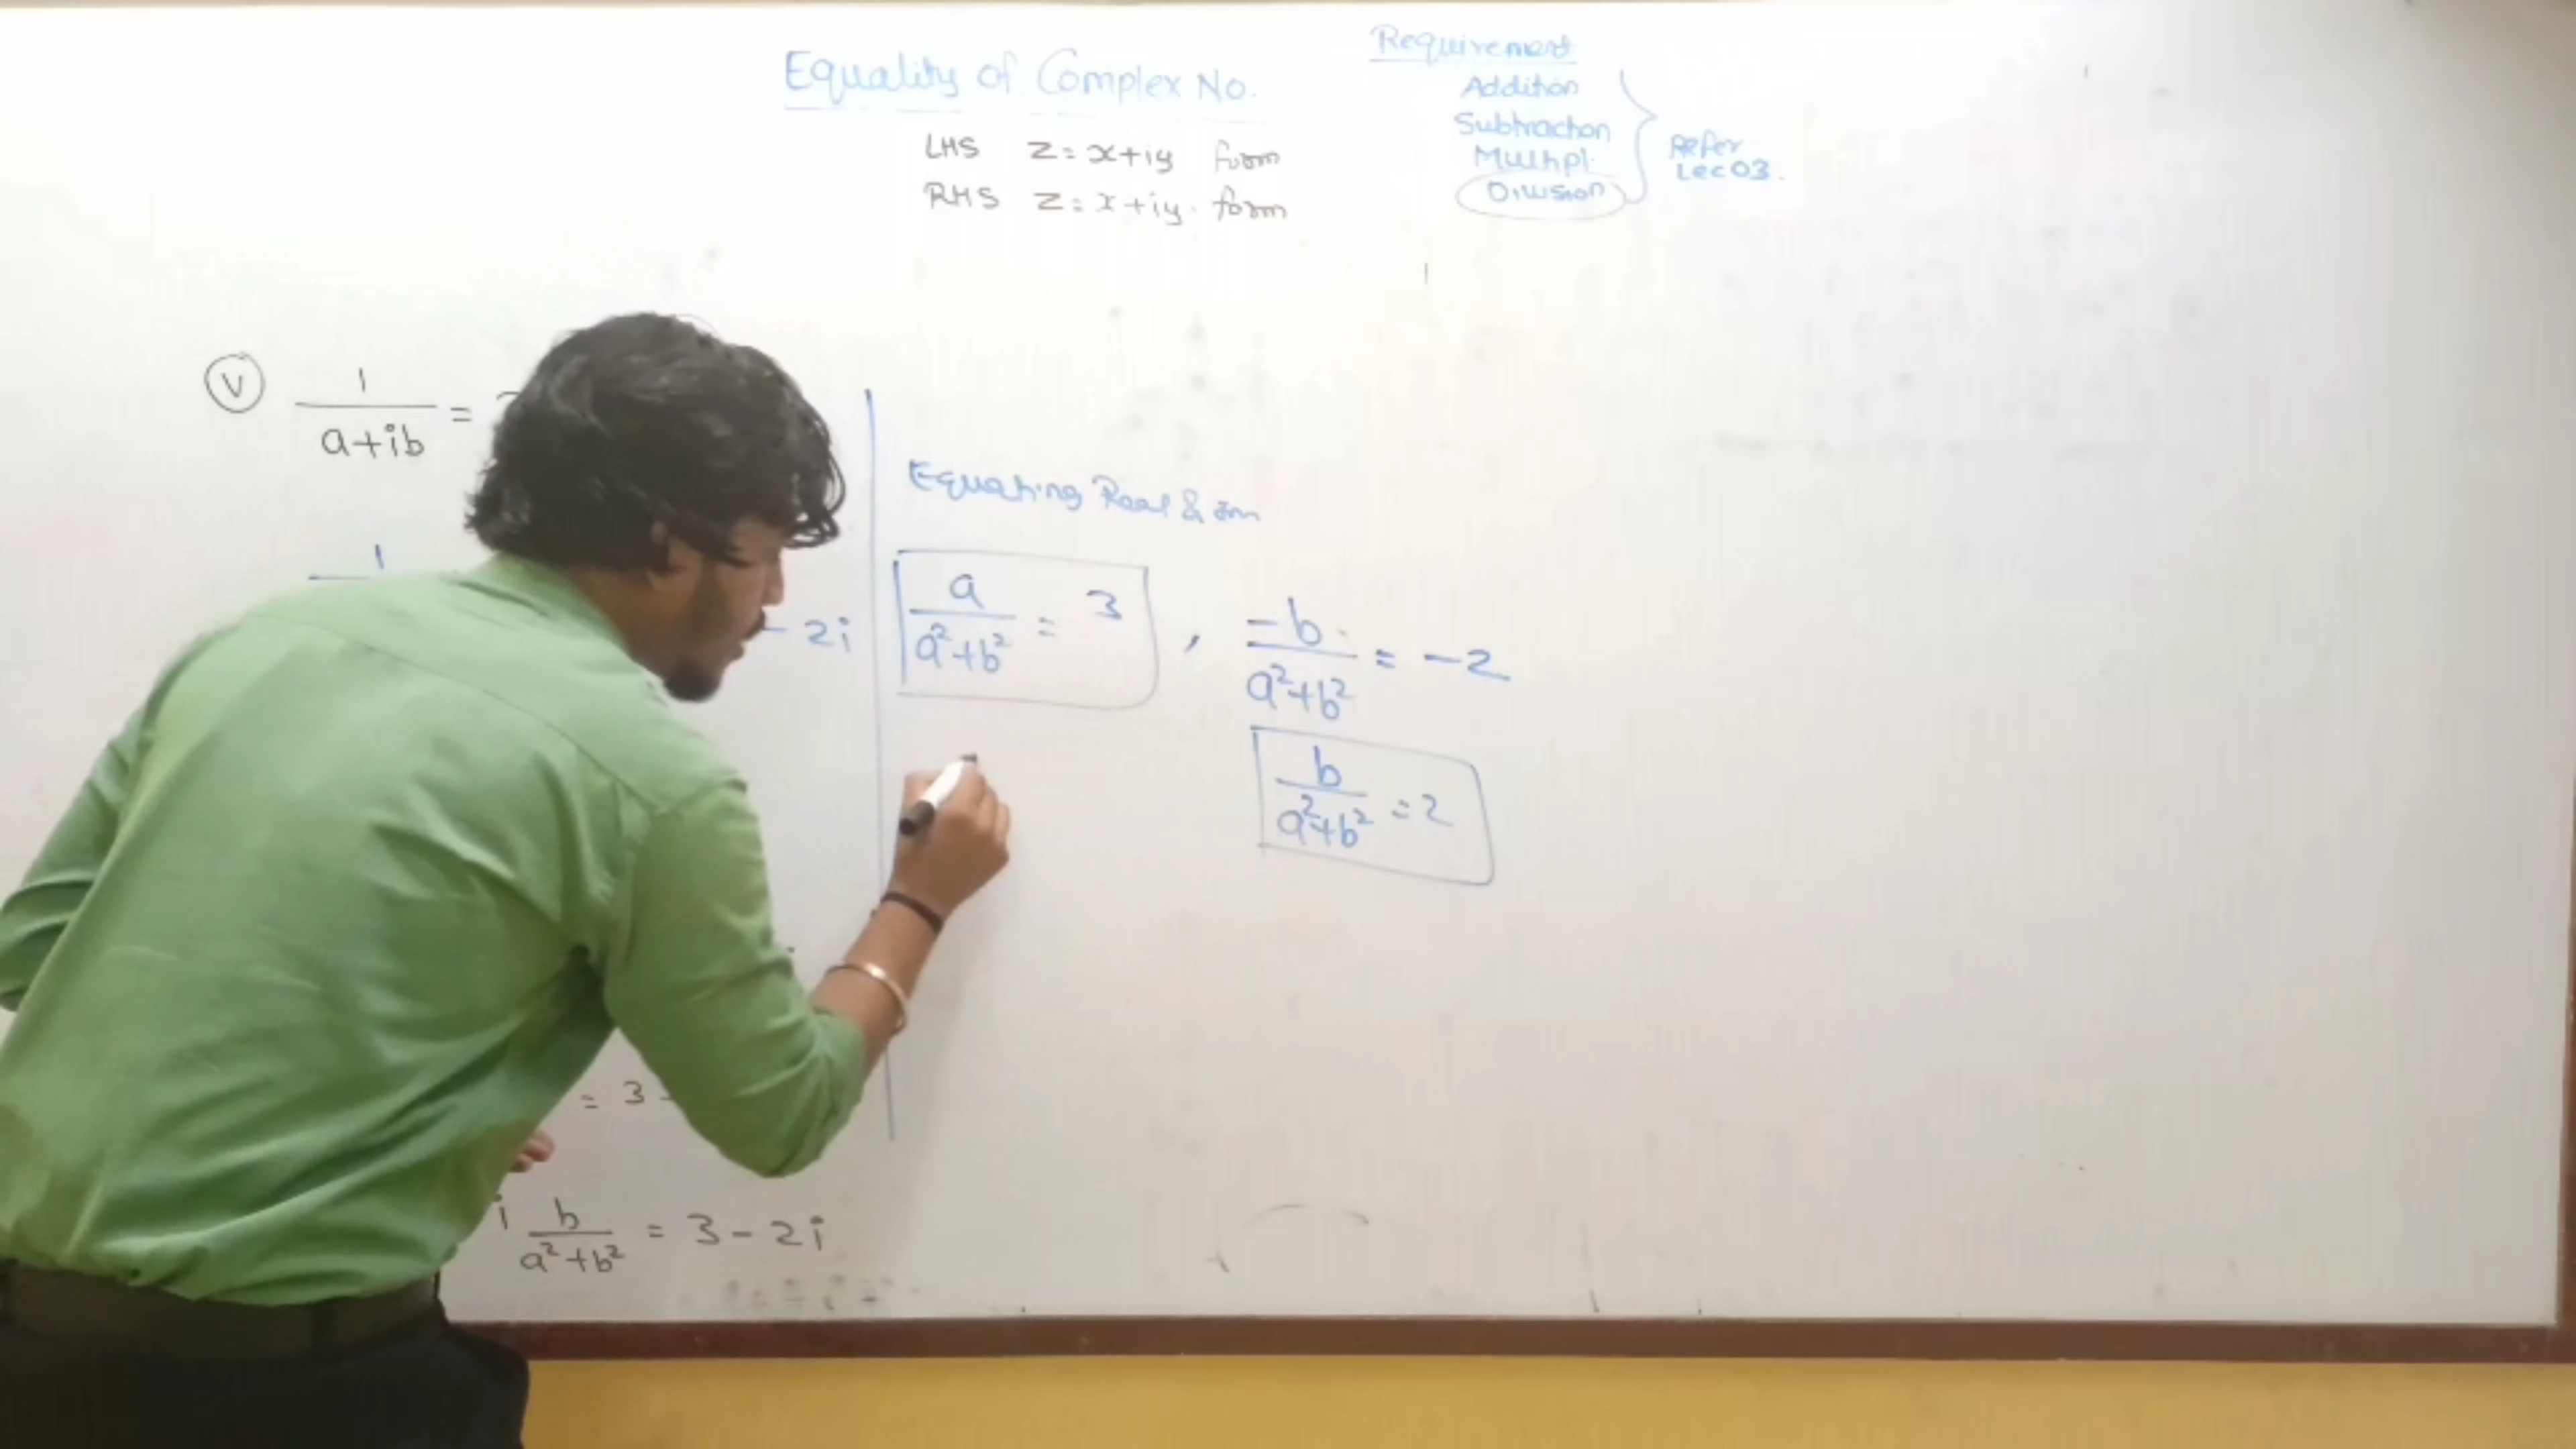 Equality of Complex No.
LHS z = x+iy form
RHS z = x+iy. form
Requirement
Addition
Subtraction
Multipl.
Division
Refer
Lec 03.
V 1/(a+ib) =
1
- 2i
Equating Real & Im
a/(a²+b²) = 3 , -b/(a²+b²) = -2
b/(a²+b²) = 2
= 3 -
i b/(a²+b²) = 3 - 2i